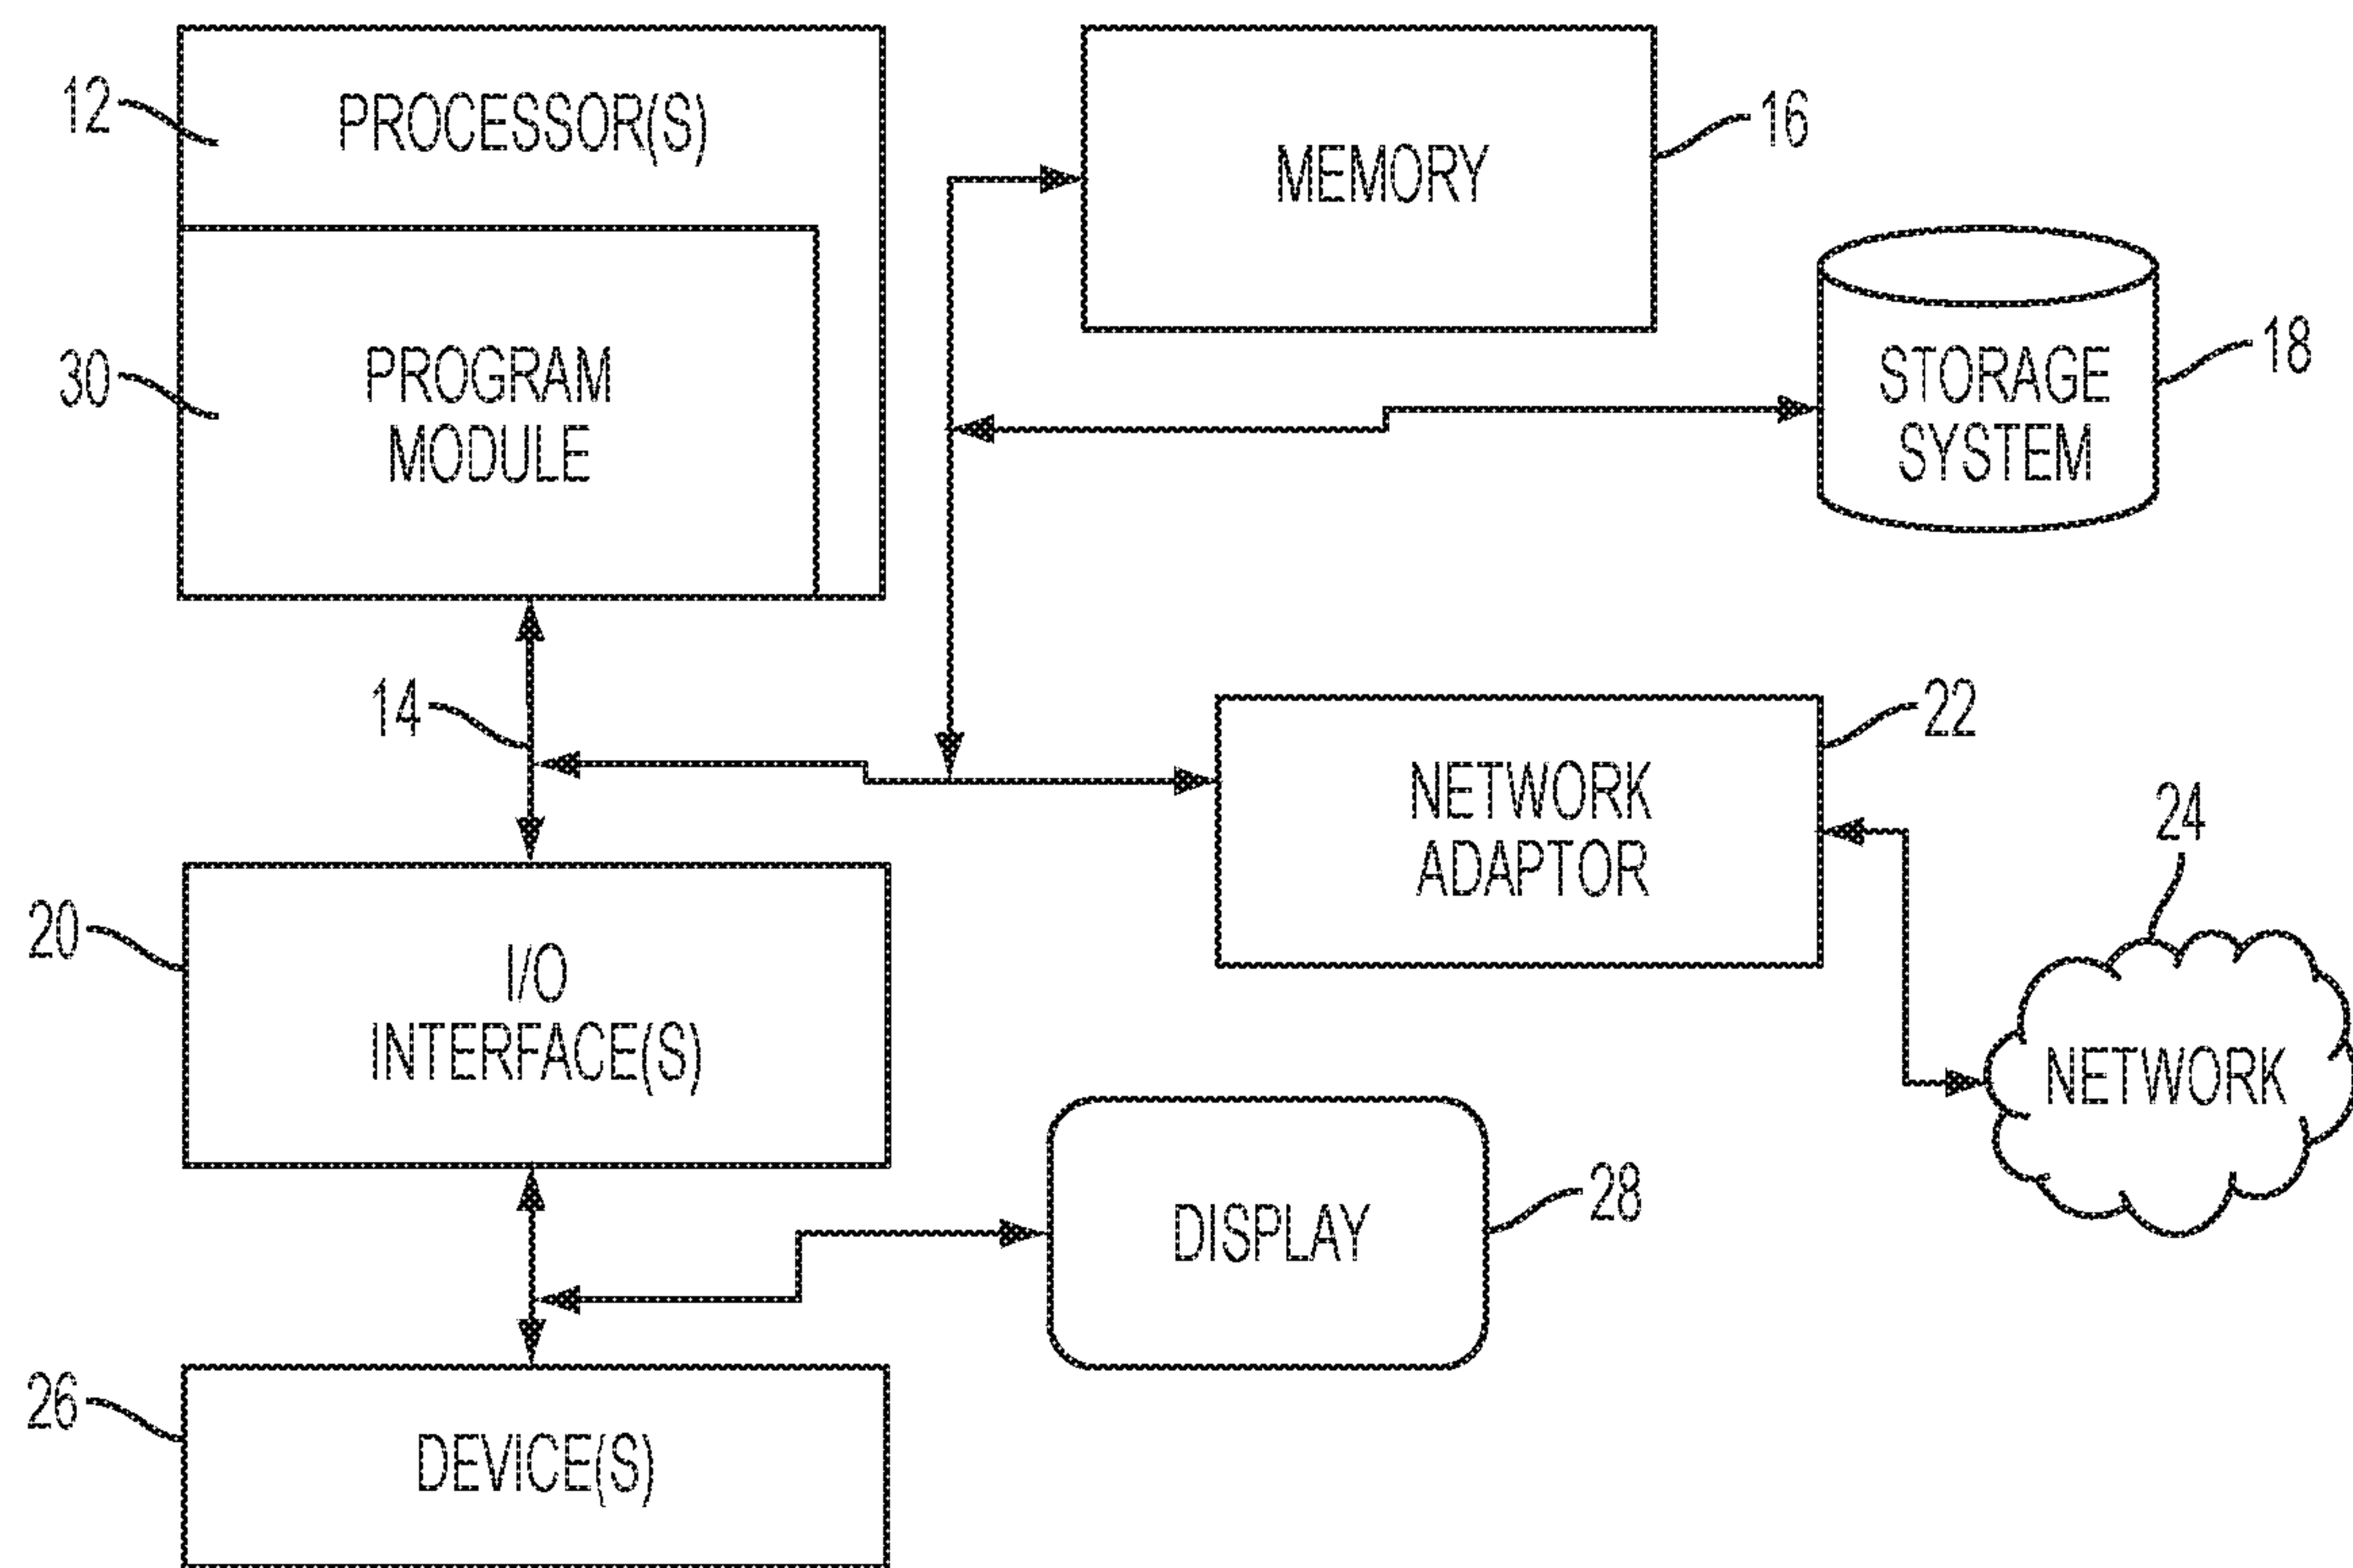 12
PROCESSOR(S)
MEMORY
16
30
PROGRAM
MODULE
STORAGE
SYSTEM
18
14
22
NETWORK
ADAPTOR
24
20
I/O
INTERFACE(S)
NETWORK
DISPLAY
28
26
DEVICE(S)